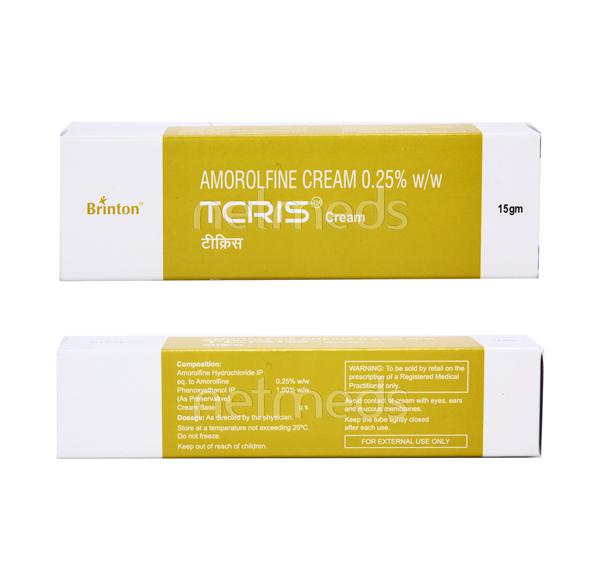 Brinton®
AMOROLFINE CREAM 0.25% w/w
TCRIS
Cream
टीक्रिस
15gm
netmeds
Composition:
Amorolfine Hydrochloride IP
eq. to Amorolfine 0.25% w/w
Phenoxyethanol IP 1.00% w/w
(As Preservative)
Cream Base q.s.
Dosage: As directed by the physician.
Store at a temperature not exceeding 25ºC.
Do not freeze.
Keep out of reach of children.
WARNING: To be sold by retail on the
prescription of a Registered Medical
Practitioner only.
Avoid contact of cream with eyes, ears
and mucous membranes.
Keep the tube tightly closed
after each use.
FOR EXTERNAL USE ONLY
netmeds